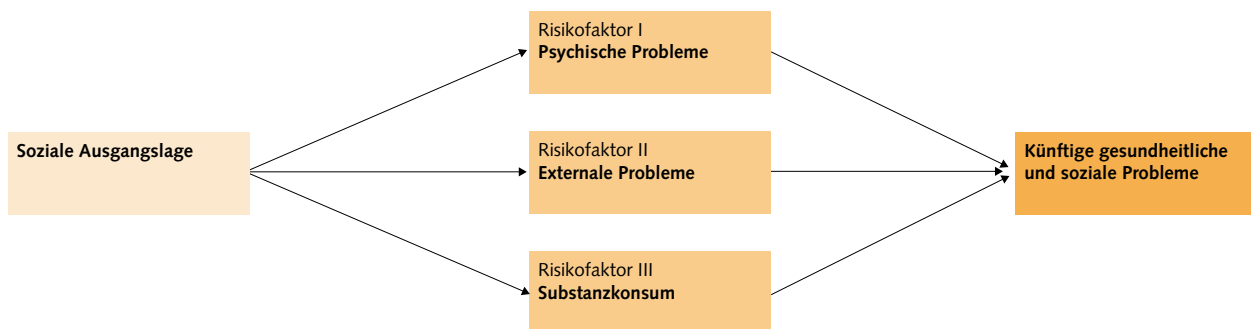 Risikofaktor I
Psychische Probleme
Soziale Ausgangslage
Risikofaktor II
Externale Probleme
Künftige gesundheitliche
und soziale Probleme
Risikofaktor III
Substanzkonsum